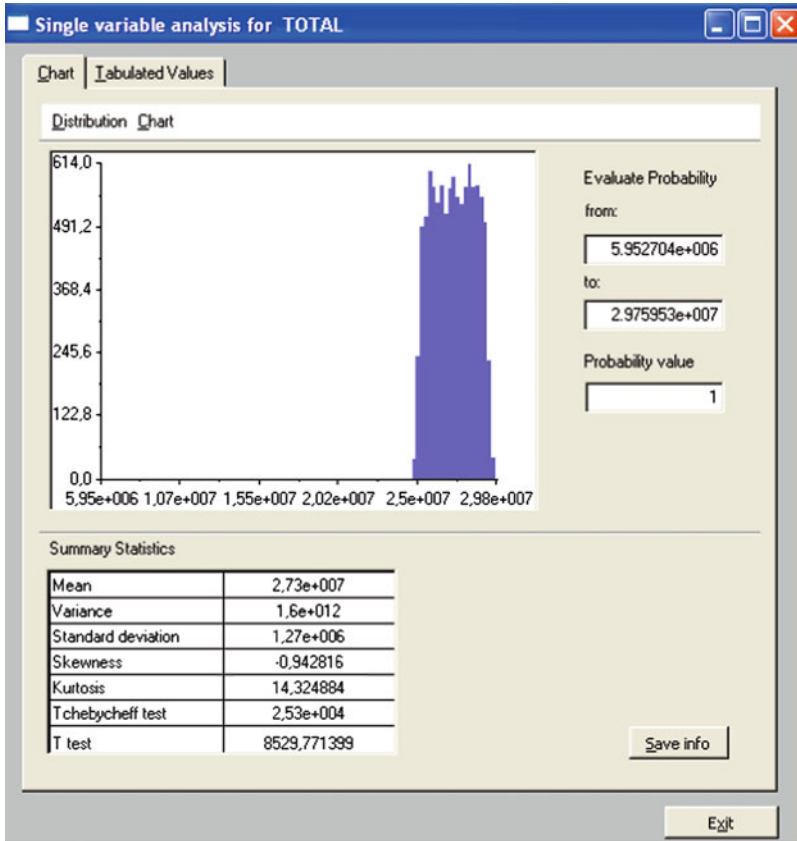 Single variable analysis for TOTAL
Chart Tabulated Values
Distribution Chart
614,0
491,2
368,4
245,6
122,8
0,0
5,95e+006 1,07e+007 1,55e+007 2,02e+007 2,5e+007 2,98e+007
Evaluate Probability
from:
5.952704e+006
to:
2.975953e+007
Probability value
1
Summary Statistics
Mean 2,73e+007
Variance 1,6e+012
Standard deviation 1,27e+006
Skewness -0,942816
Kurtosis 14,324884
Tchebycheff test 2,53e+004
T test 8529,771399
Save info
Exit